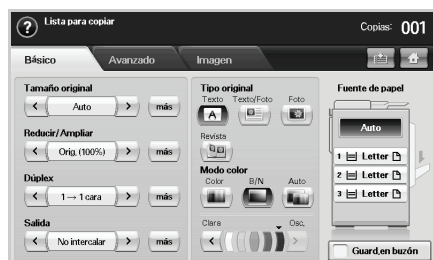 Lista para copiar
Copias: 001
Básico Avanzado Imagen
Tamaño original
Auto más
Reducir/Ampliar
Orig. (100%) más
Dúplex
1 → 1 cara más
Salida
No intercalar más
Tipo original
Texto Texto/Foto Foto
A
Revista
Modo color
Color B/N Auto
Clara Osc.
Fuente de papel
Auto
1 Letter
2 Letter
3 Letter
Guard.en buzón